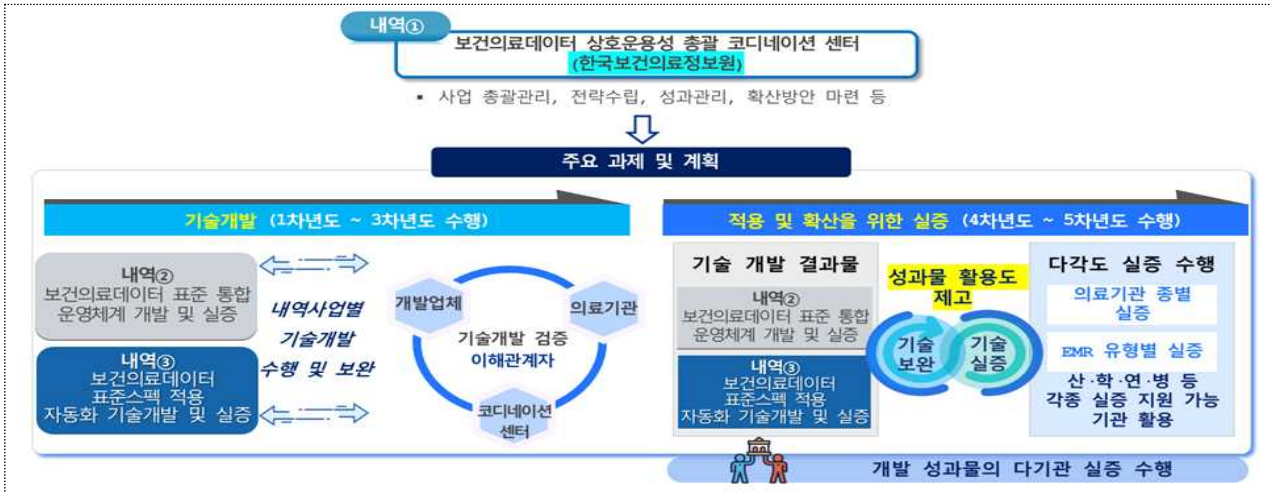 내역①
보건의료데이터 상호운용성 총괄 코디네이션 센터
(한국보건의료정보원)
▪ 사업 총괄관리, 전략수립, 성과관리, 확산방안 마련 등
주요 과제 및 계획
기술개발 (1차년도 ~ 3차년도 수행)
내역②
보건의료데이터 표준 통합
운영체계 개발 및 실증
내역③
보건의료데이터
표준스펙 적용
자동화 기술개발 및 실증
내역사업별
기술개발
수행 및 보완
개발업체
의료기관
기술개발 검증
이해관계자
코디네이션
센터
적용 및 확산을 위한 실증 (4차년도 ~ 5차년도 수행)
기술 개발 결과물
내역②
보건의료데이터 표준 통합
운영체계 개발 및 실증
내역③
보건의료데이터
표준스펙 적용
자동화 기술개발 및 실증
성과물 활용도
제고
기술
보완
기술
실증
다각도 실증 수행
의료기관 종별
실증
EMR 유형별 실증
산·학·연·병 등
각종 실증 지원 가능
기관 활용
개발 성과물의 다기관 실증 수행